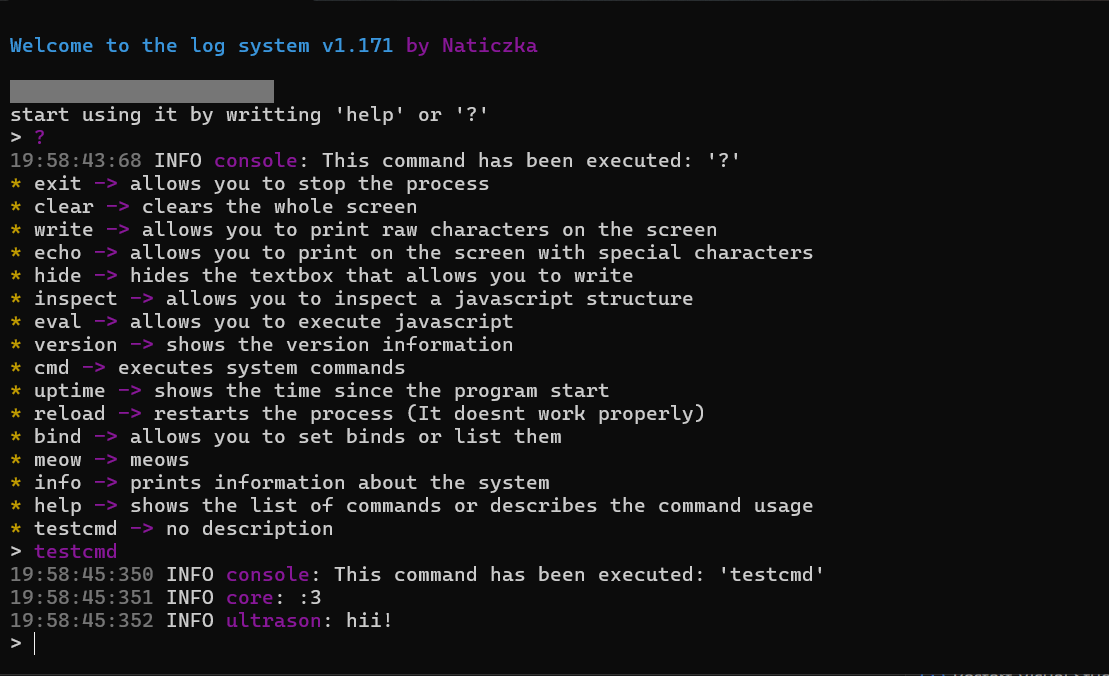 Welcome to the log system v1.171 by Naticzka
start using it by writting 'help' or '?'
> ?
19:58:43:68 INFO console: This command has been executed: '?'
* exit -> allows you to stop the process
* clear -> clears the whole screen
* write -> allows you to print raw characters on the screen
* echo -> allows you to print on the screen with special characters
* hide -> hides the textbox that allows you to write
* inspect -> allows you to inspect a javascript structure
* eval -> allows you to execute javascript
* version -> shows the version information
* cmd -> executes system commands
* uptime -> shows the time since the program start
* reload -> restarts the process (It doesnt work properly)
* bind -> allows you to set binds or list them
* meow -> meows
* info -> prints information about the system
* help -> shows the list of commands or describes the command usage
* testcmd -> no description
> testcmd
19:58:45:350 INFO console: This command has been executed: 'testcmd'
19:58:45:351 INFO core: :3
19:58:45:352 INFO ultrason: hii!
>